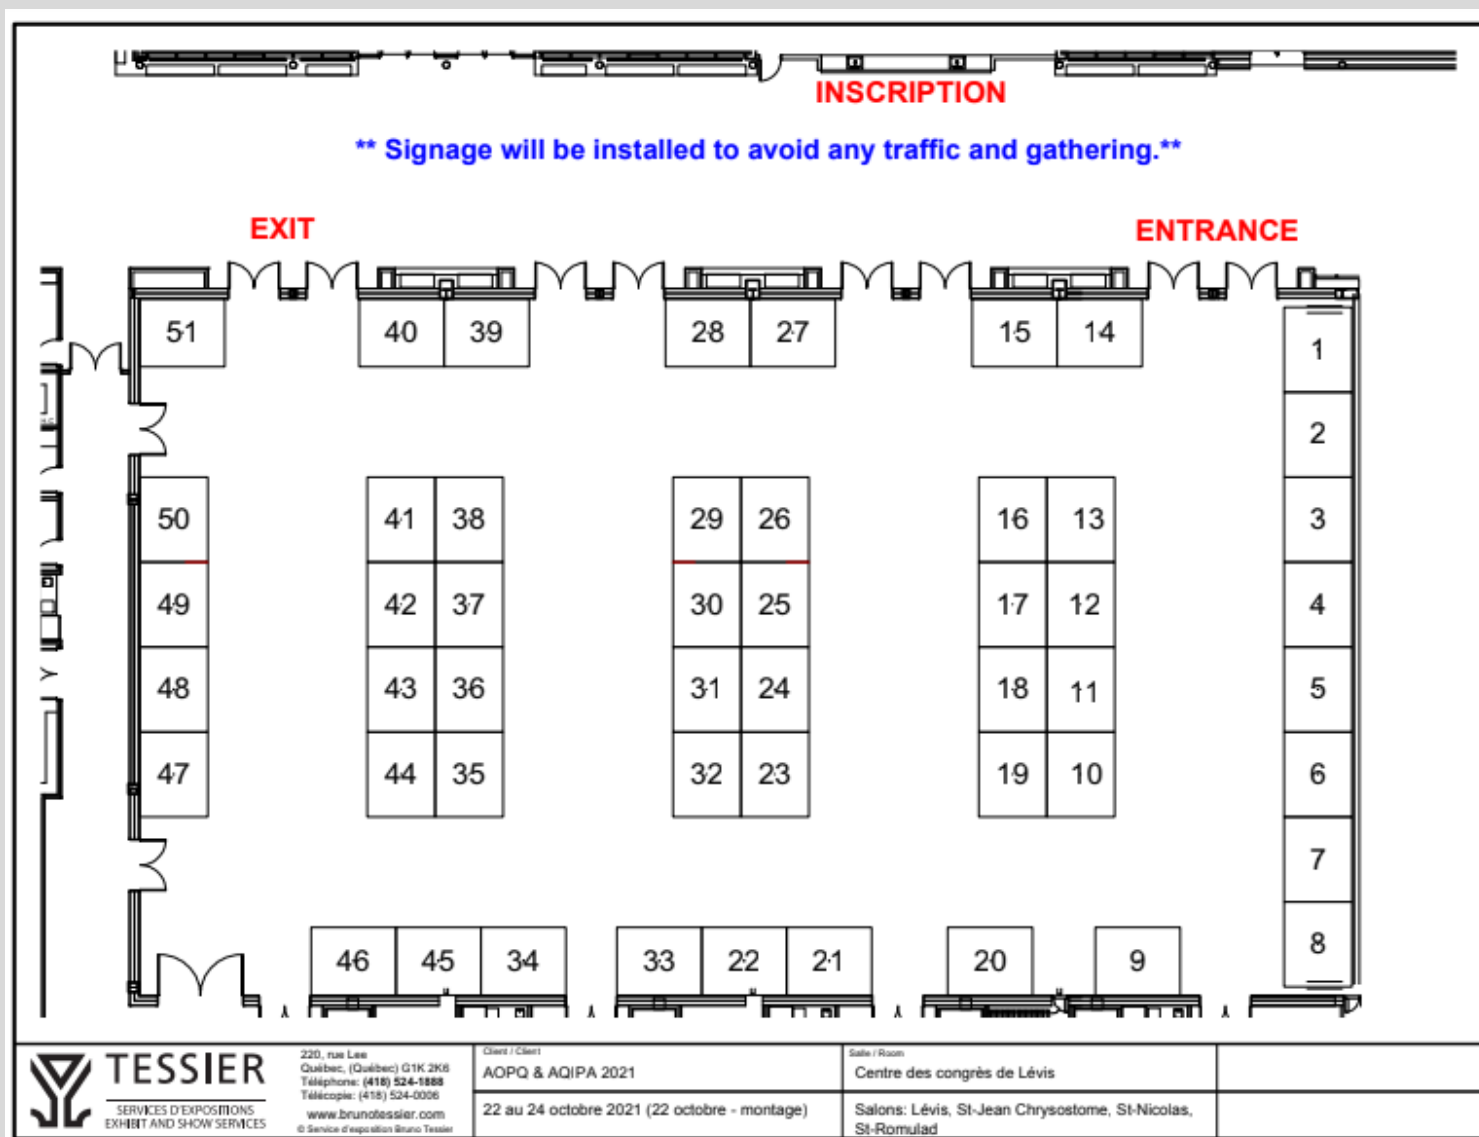 INSCRIPTION
** Signage will be installed to avoid any traffic and gathering.**
EXIT
ENTRANCE
51 40 39 28 27 15 14
1
2
50 41 38 29 26 16 13 3
49 42 37 30 25 17 12 4
48 43 36 31 24 18 11 5
47 44 35 32 23 19 10 6
7
8
46 45 34 33 22 21 20 9
TESSIER
SERVICES D'EXPOSITIONS
EXHIBIT AND SHOW SERVICES
220, rue Lee
Québec, (Québec) G1K 2K6
Téléphone: (418) 524-1888
Télécopie: (418) 524-0006
www.brunotessier.com
© Service d'exposition Bruno Tessier
Client / Client
AOPQ & AQIPA 2021
22 au 24 octobre 2021 (22 octobre - montage)
Salle / Room
Centre des congrès de Lévis
Salons: Lévis, St-Jean Chrysostome, St-Nicolas,
St-Romulad